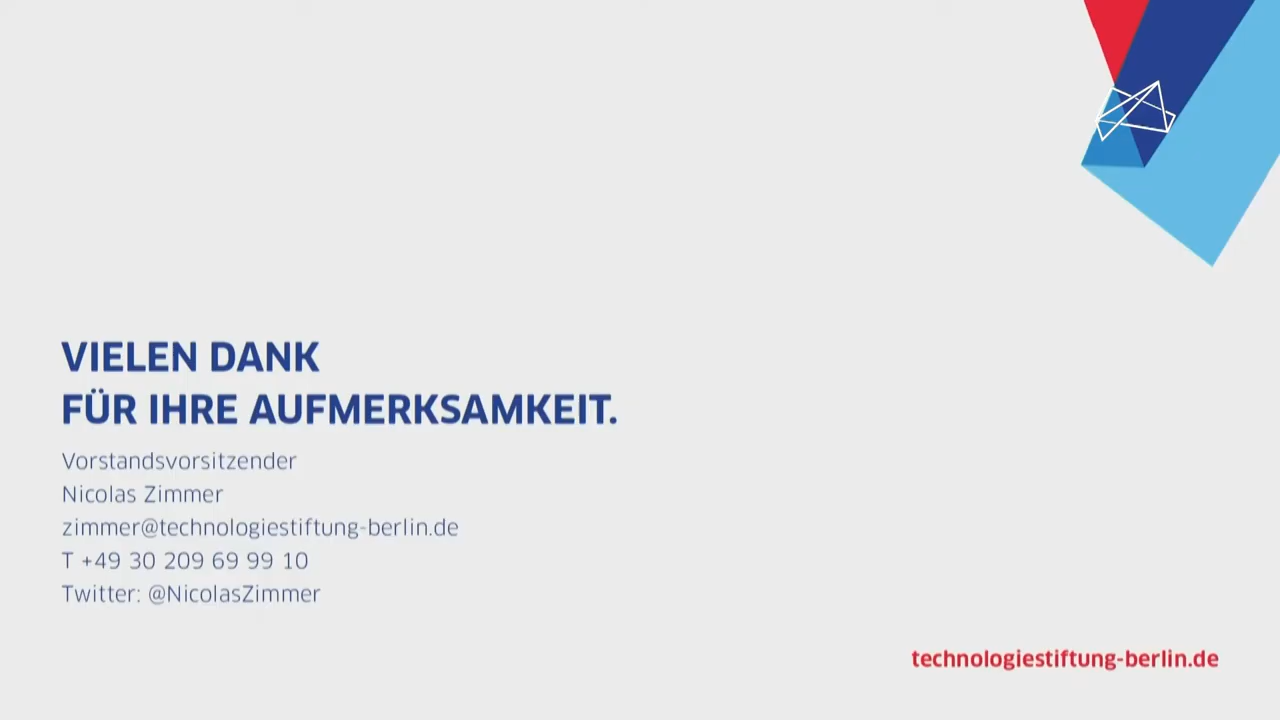 VIELEN DANK
FÜR IHRE AUFMERKSAMKEIT.
Vorstandsvorsitzender
Nicolas Zimmer
zimmer@technologiestiftung-berlin.de
T +49 30 209 69 99 10
Twitter: @NicolasZimmer
technologiestiftung-berlin.de